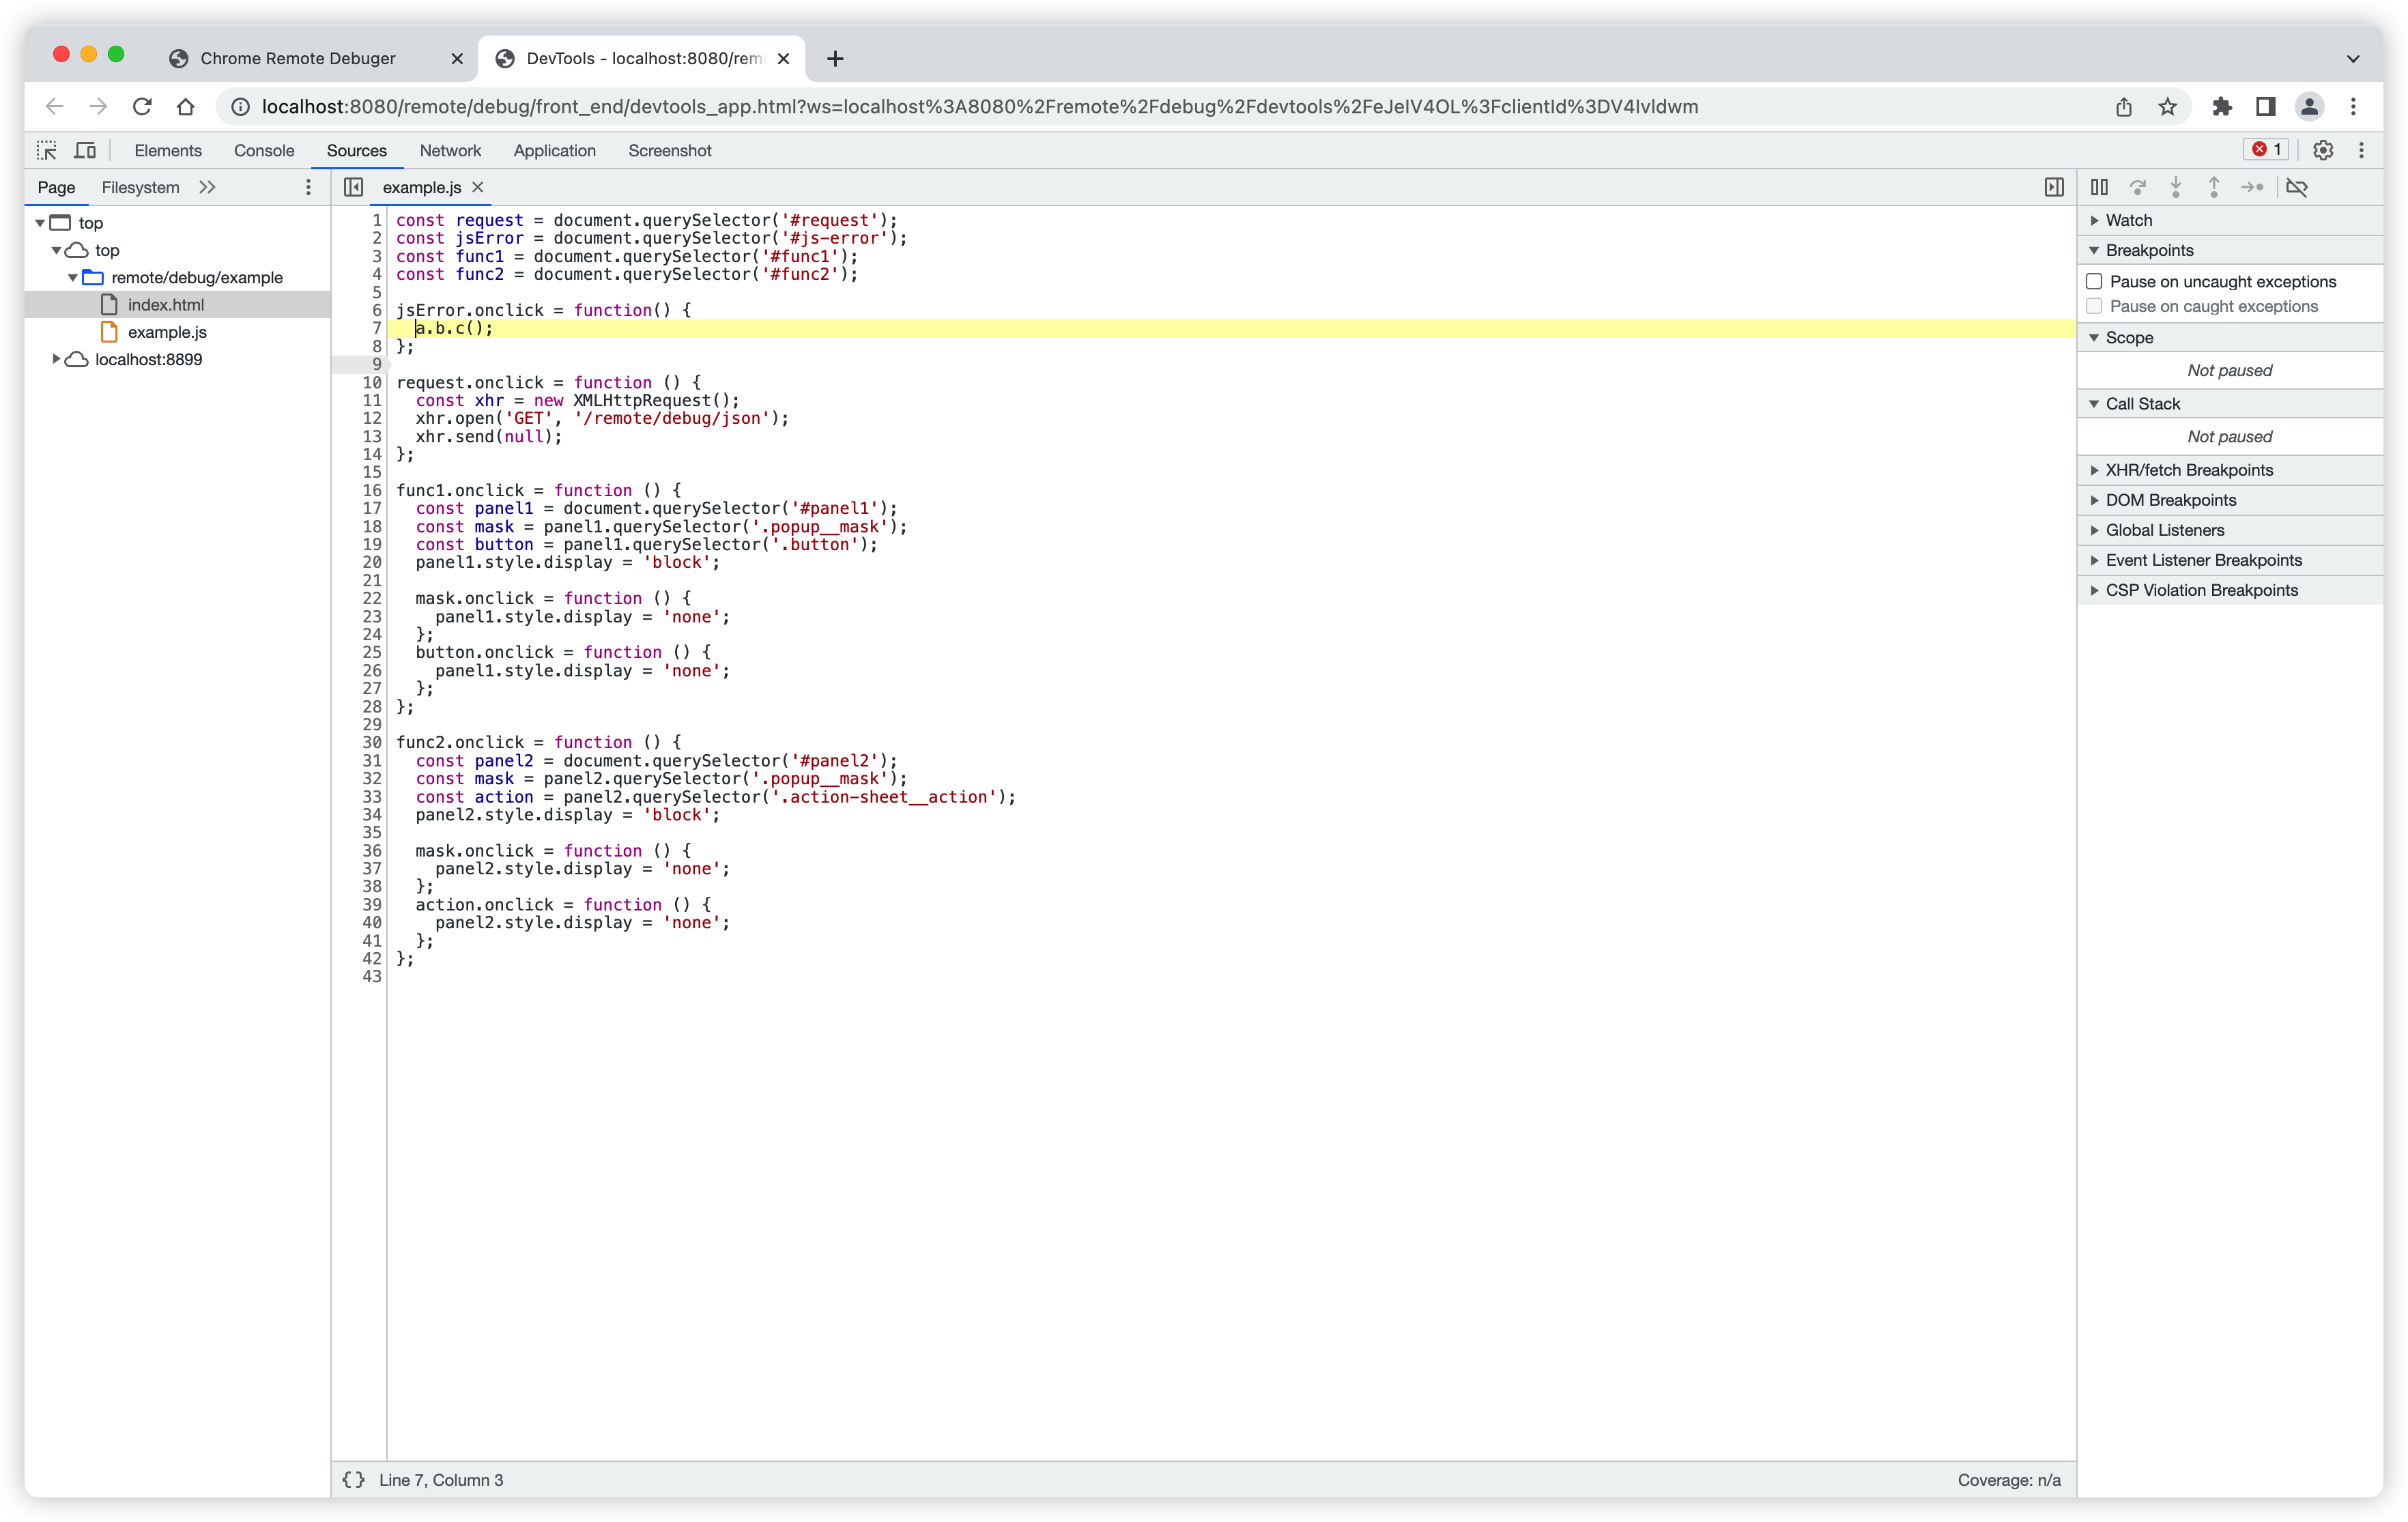 Chrome Remote Debuger
DevTools - localhost:8080/rem
localhost:8080/remote/debug/front_end/devtools_app.html?ws=localhost%3A8080%2Fremote%2Fdebug%2Fdevtools%2FeJeIV4OL%3FclientId%3DV4Ivldwm
Elements Console Sources Network Application Screenshot 1
Page Filesystem
example.js
top
top
remote/debug/example
index.html
example.js
localhost:8899
1 const request = document.querySelector('#request');
2 const jsError = document.querySelector('#js-error');
3 const func1 = document.querySelector('#func1');
4 const func2 = document.querySelector('#func2');
5
6 jsError.onclick = function() {
7   a.b.c();
8 };
9
10 request.onclick = function () {
11   const xhr = new XMLHttpRequest();
12   xhr.open('GET', '/remote/debug/json');
13   xhr.send(null);
14 };
15
16 func1.onclick = function () {
17   const panel1 = document.querySelector('#panel1');
18   const mask = panel1.querySelector('.popup__mask');
19   const button = panel1.querySelector('.button');
20   panel1.style.display = 'block';
21
22   mask.onclick = function () {
23     panel1.style.display = 'none';
24   };
25   button.onclick = function () {
26     panel1.style.display = 'none';
27   };
28 };
29
30 func2.onclick = function () {
31   const panel2 = document.querySelector('#panel2');
32   const mask = panel2.querySelector('.popup__mask');
33   const action = panel2.querySelector('.action-sheet__action');
34   panel2.style.display = 'block';
35
36   mask.onclick = function () {
37     panel2.style.display = 'none';
38   };
39   action.onclick = function () {
40     panel2.style.display = 'none';
41   };
42 };
43
Watch
Breakpoints
Pause on uncaught exceptions
Pause on caught exceptions
Scope
Not paused
Call Stack
Not paused
XHR/fetch Breakpoints
DOM Breakpoints
Global Listeners
Event Listener Breakpoints
CSP Violation Breakpoints
{} Line 7, Column 3
Coverage: n/a